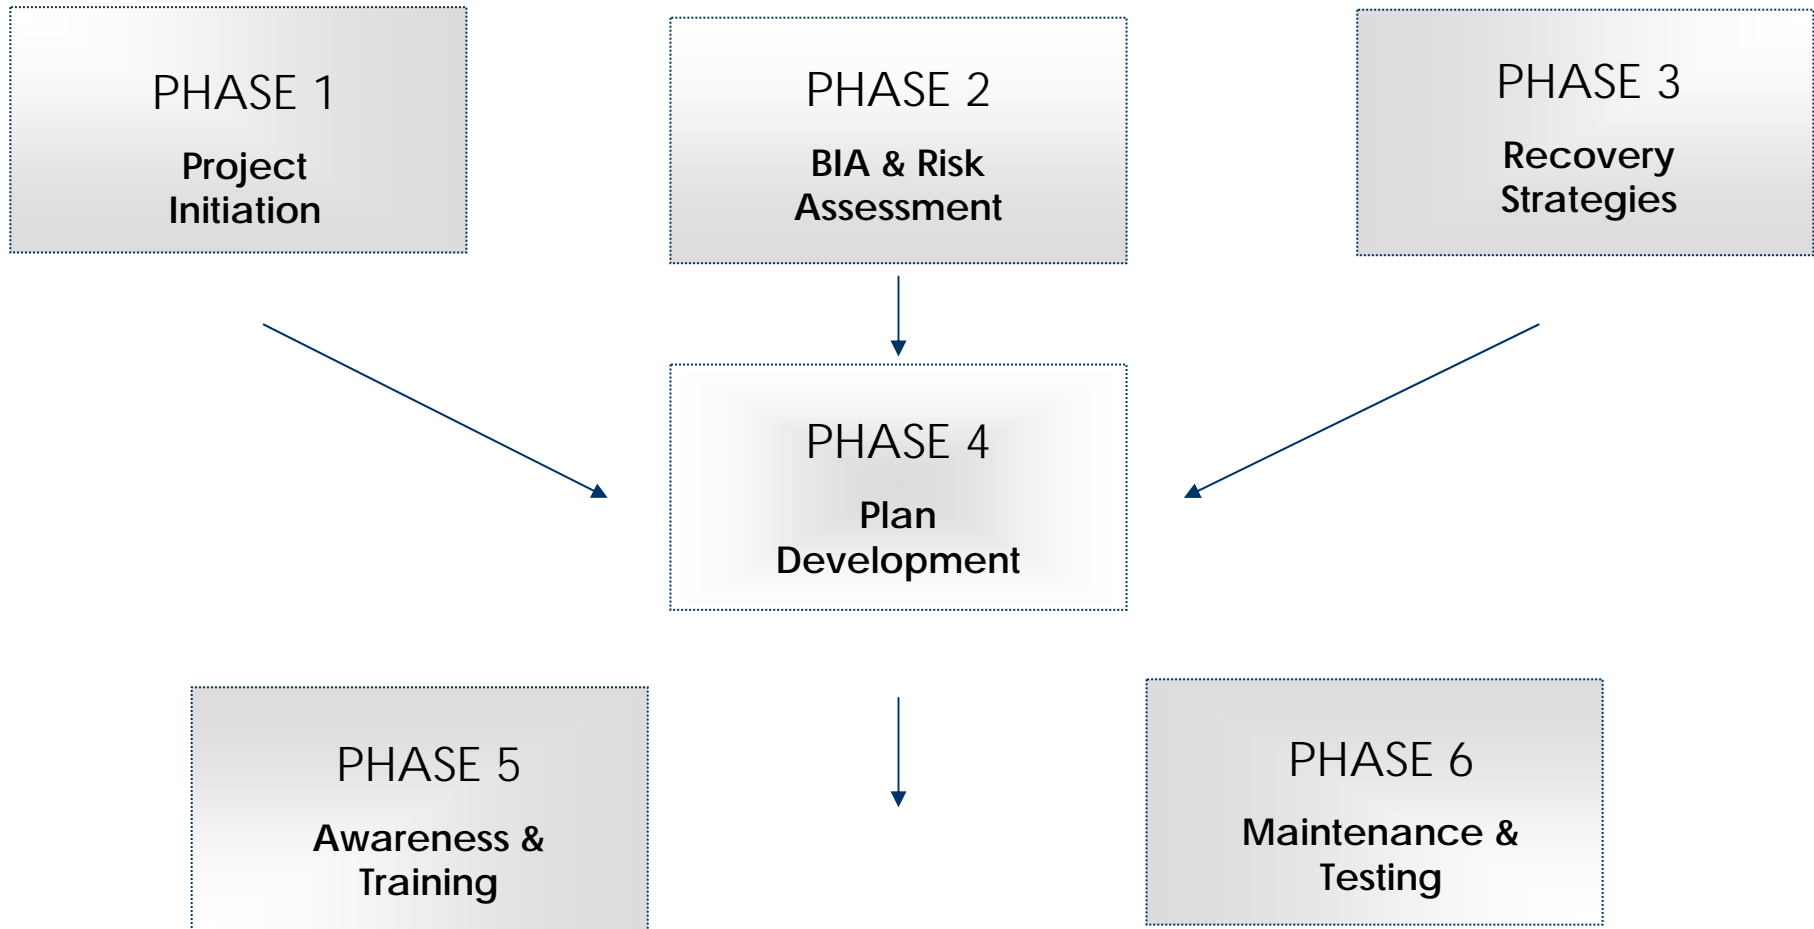 PHASE 1
Project
Initiation
PHASE 2
BIA & Risk
Assessment
PHASE 3
Recovery
Strategies
PHASE 4
Plan
Development
PHASE 5
Awareness &
Training
PHASE 6
Maintenance &
Testing